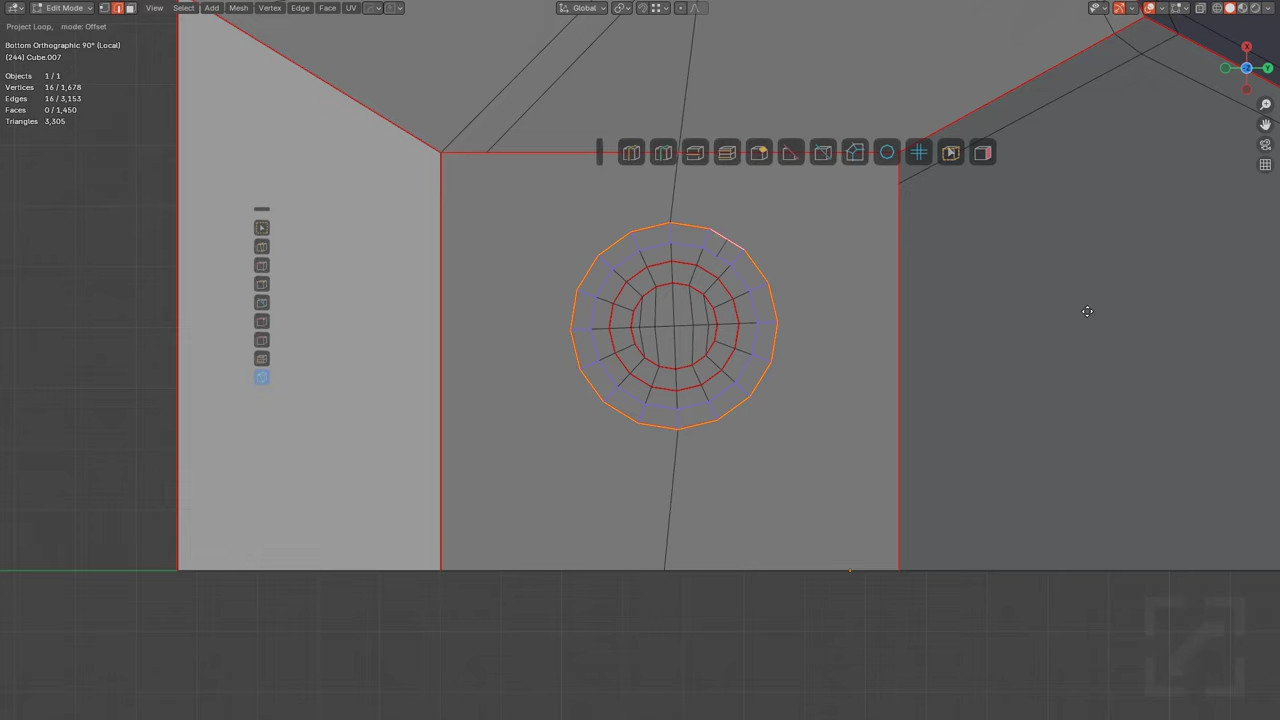 Edit Mode View Select Add Mesh Vertex Edge Face UV Global
Project Loop, mode: Offset
Bottom Orthographic 90° (Local)
(244) Cube.007
Objects 1 / 1
Vertices 16 / 1,678
Edges 16 / 3,153
Faces 0 / 1,450
Triangles 3,305
X
Y